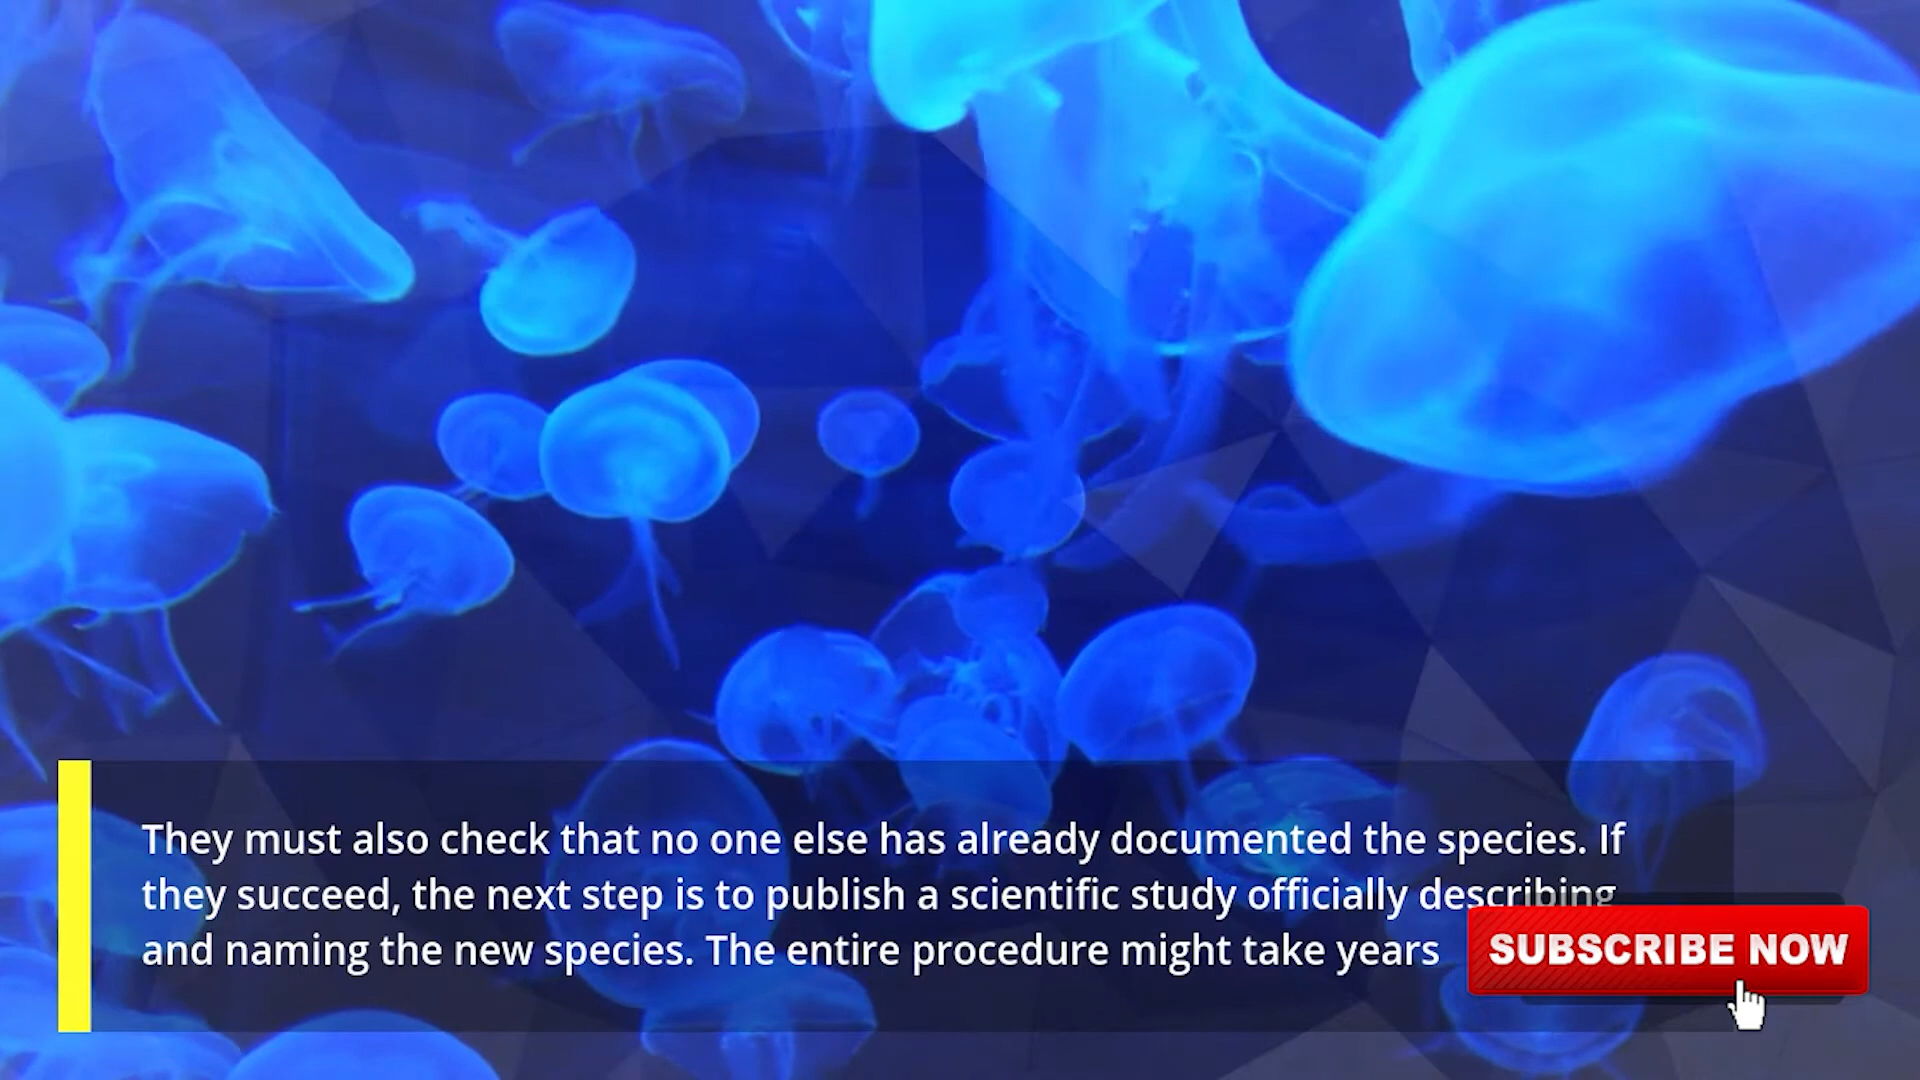 They must also check that no one else has already documented the species. If
they succeed, the next step is to publish a scientific study officially describing
and naming the new species. The entire procedure might take years
SUBSCRIBE NOW